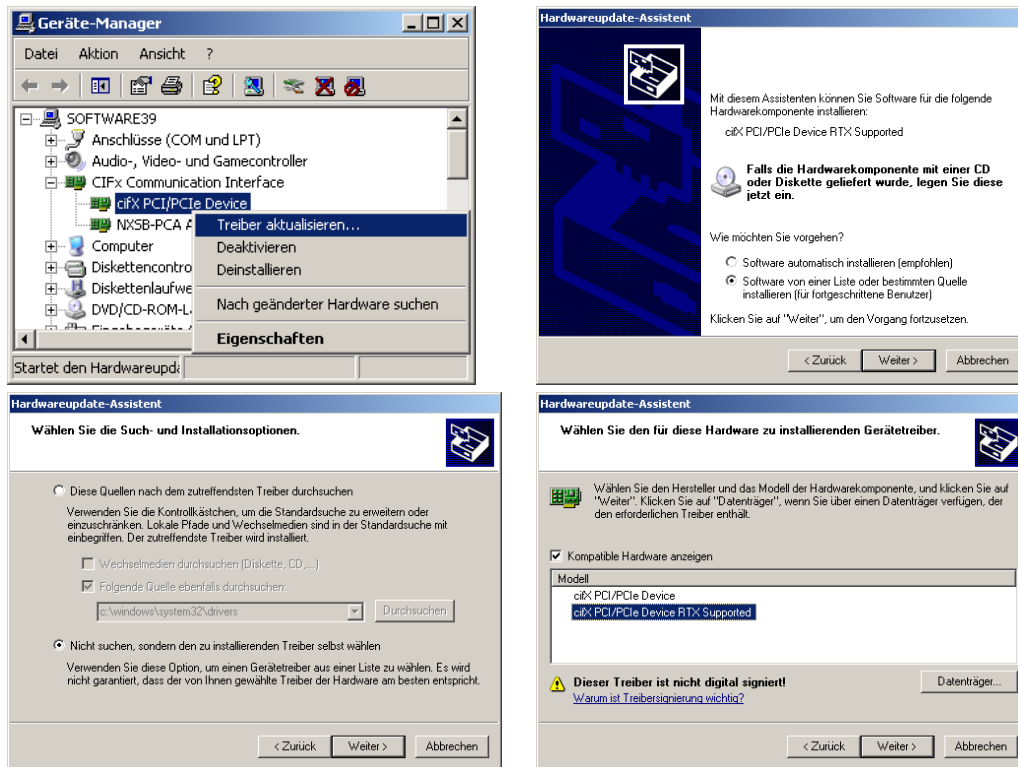 Geräte-Manager
Datei Aktion Ansicht ?
SOFTWARE39
Anschlüsse (COM und LPT)
Audio-, Video- und Gamecontroller
CIFx Communication Interface
cifX PCI/PCIe Device
NXSB-PCA
Computer
Diskettencontro
Diskettenlaufwe
DVD/CD-ROM-L
Treiber aktualisieren...
Deaktivieren
Deinstallieren
Nach geänderter Hardware suchen
Eigenschaften
Startet den Hardwareupda
Hardwareupdate-Assistent
Mit diesem Assistenten können Sie Software für die folgende
Hardwarekomponente installieren:
cifX PCI/PCIe Device RTX Supported
Falls die Hardwarekomponente mit einer CD
oder Diskette geliefert wurde, legen Sie diese
jetzt ein.
Wie möchten Sie vorgehen?
Software automatisch installieren (empfohlen)
Software von einer Liste oder bestimmten Quelle
installieren (für fortgeschrittene Benutzer)
Klicken Sie auf "Weiter", um den Vorgang fortzusetzen.
< Zurück Weiter > Abbrechen
Hardwareupdate-Assistent
Wählen Sie die Such- und Installationsoptionen.
Diese Quellen nach dem zutreffendsten Treiber durchsuchen
Verwenden Sie die Kontrollkästchen, um die Standardsuche zu erweitern oder
einzuschränken. Lokale Pfade und Wechselmedien sind in der Standardsuche mit
einbegriffen. Der zutreffendste Treiber wird installiert.
Wechselmedien durchsuchen (Diskette, CD,...)
Folgende Quelle ebenfalls durchsuchen:
c:\windows\system32\drivers Durchsuchen
Nicht suchen, sondern den zu installierenden Treiber selbst wählen
Verwenden Sie diese Option, um einen Gerätetreiber aus einer Liste zu wählen. Es wird
nicht garantiert, dass der von Ihnen gewählte Treiber der Hardware am besten entspricht.
< Zurück Weiter > Abbrechen
Hardwareupdate-Assistent
Wählen Sie den für diese Hardware zu installierenden Gerätetreiber.
Wählen Sie den Hersteller und das Modell der Hardwarekomponente, und klicken Sie auf
"Weiter". Klicken Sie auf "Datenträger", wenn Sie über einen Datenträger verfügen, der
den erforderlichen Treiber enthält.
Kompatible Hardware anzeigen
Modell
cifX PCI/PCIe Device
cifX PCI/PCIe Device RTX Supported
Dieser Treiber ist nicht digital signiert!
Warum ist Treibersignierung wichtig?
Datenträger...
< Zurück Weiter > Abbrechen